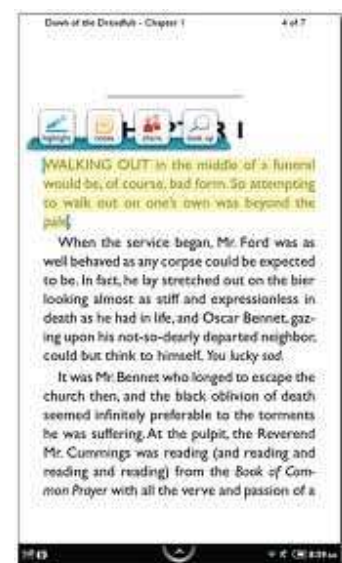 Dawn of the Dreadfuls - Chapter 1
4 of 7
CHAPTER 1
highlight
notes
share
look up
WALKING OUT in the middle of a funeral
would be, of course, bad form. So attempting
to walk out on one's own was beyond the
pale.
When the service began, Mr. Ford was as
well behaved as any corpse could be expected
to be. In fact, he lay stretched out on the bier
looking almost as stiff and expressionless in
death as he had in life, and Oscar Bennet, gaz-
ing upon his not-so-dearly departed neighbor,
could but think to himself, You lucky sod.
It was Mr. Bennet who longed to escape the
church then, and the black oblivion of death
seemed infinitely preferable to the torments
he was suffering. At the pulpit, the Reverend
Mr. Cummings was reading (and reading and
reading and reading) from the Book of Com-
mon Prayer with all the verve and passion of a